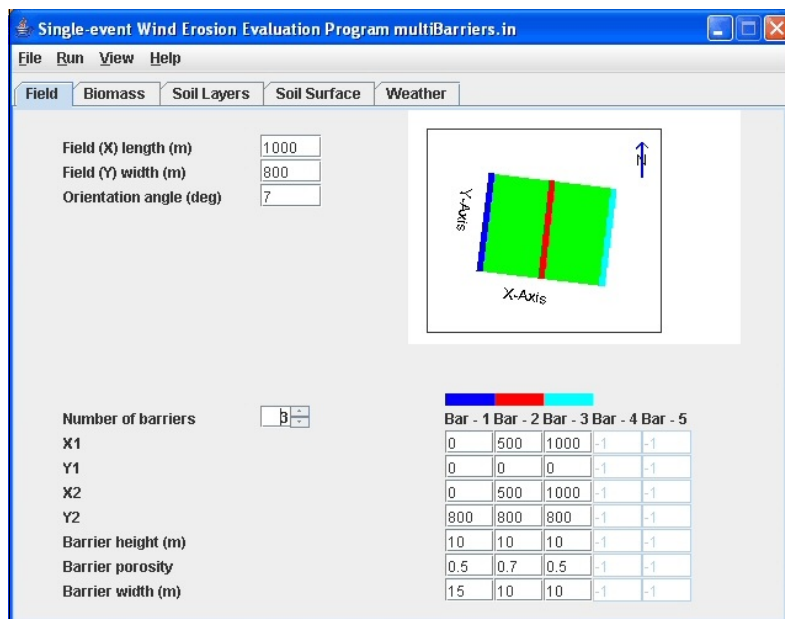 Single-event Wind Erosion Evaluation Program multiBarriers.in
File Run View Help
Field Biomass Soil Layers Soil Surface Weather
Field (X) length (m) 1000
Field (Y) width (m) 800
Orientation angle (deg) 7
N
Y-Axis
X-Axis
Number of barriers 3 Bar - 1 Bar - 2 Bar - 3 Bar - 4 Bar - 5
X1 0 500 1000 -1 -1
Y1 0 0 0 -1 -1
X2 0 500 1000 -1 -1
Y2 800 800 800 -1 -1
Barrier height (m) 10 10 10 -1 -1
Barrier porosity 0.5 0.7 0.5 -1 -1
Barrier width (m) 15 10 10 -1 -1